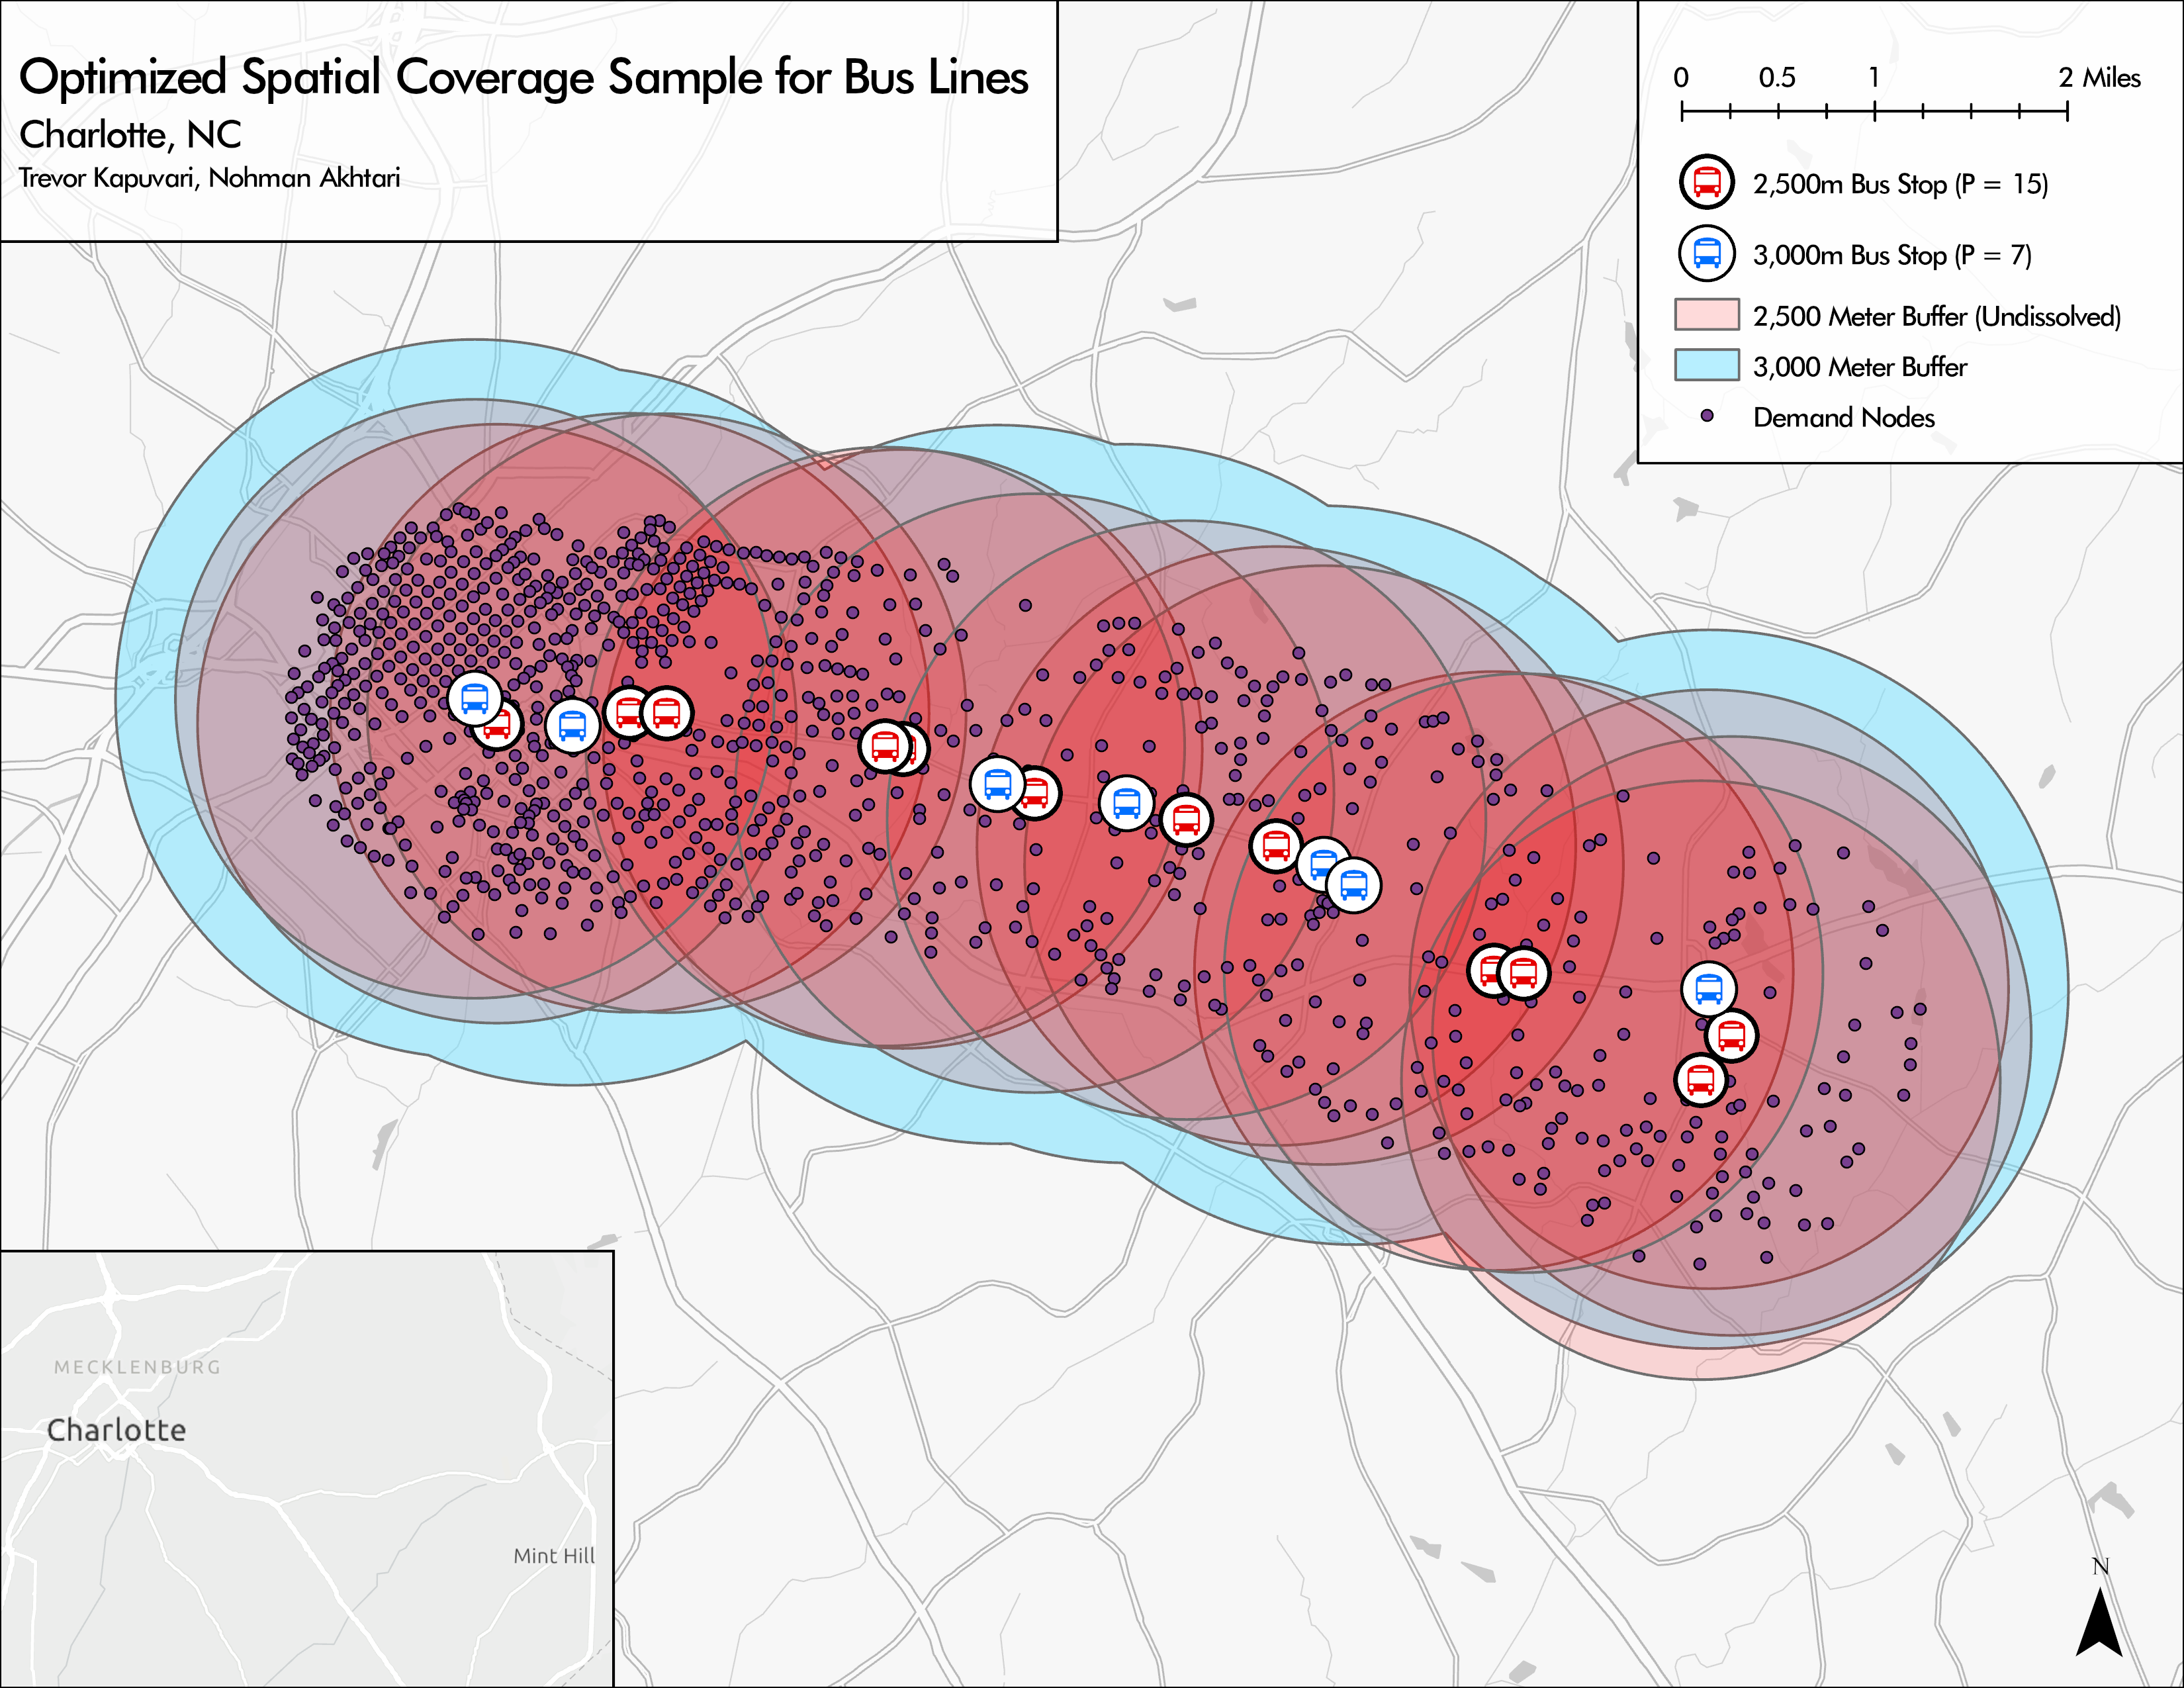 Optimized Spatial Coverage Sample for Bus Lines
Charlotte, NC
Trevor Kapuvari, Nohman Akhtari
0 0.5 1 2 Miles
2,500m Bus Stop (P = 15)
3,000m Bus Stop (P = 7)
2,500 Meter Buffer (Undissolved)
3,000 Meter Buffer
Demand Nodes
MECKLENBURG
Charlotte
Mint Hill
N